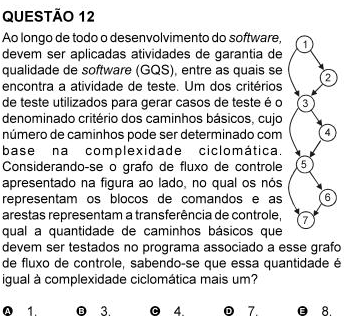 QUESTÃO 12
Ao longo de todo o desenvolvimento do software,
devem ser aplicadas atividades de garantia de
qualidade de software (GQS), entre as quais se
encontra a atividade de teste. Um dos critérios
de teste utilizados para gerar casos de teste é o
denominado critério dos caminhos básicos, cujo
número de caminhos pode ser determinado com
base na complexidade ciclomática.
Considerando-se o grafo de fluxo de controle
apresentado na figura ao lado, no qual os nós
representam os blocos de comandos e as
arestas representam a transferência de controle,
qual a quantidade de caminhos básicos que
devem ser testados no programa associado a esse grafo
de fluxo de controle, sabendo-se que essa quantidade é
igual à complexidade ciclomática mais um?
1
2
3
4
5
6
7
A 1. B 3. C 4. D 7. E 8.